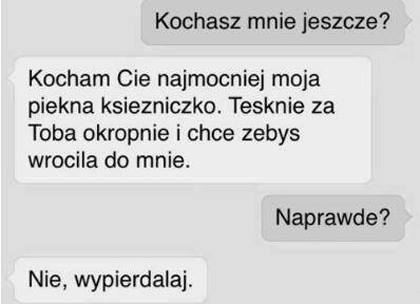 Kochasz mnie jeszcze?
Kocham Cie najmocniej moja
piekna ksiezniczko. Tesknie za
Toba okropnie i chce zebys
wrocila do mnie.
Naprawde?
Nie, wypierdalaj.